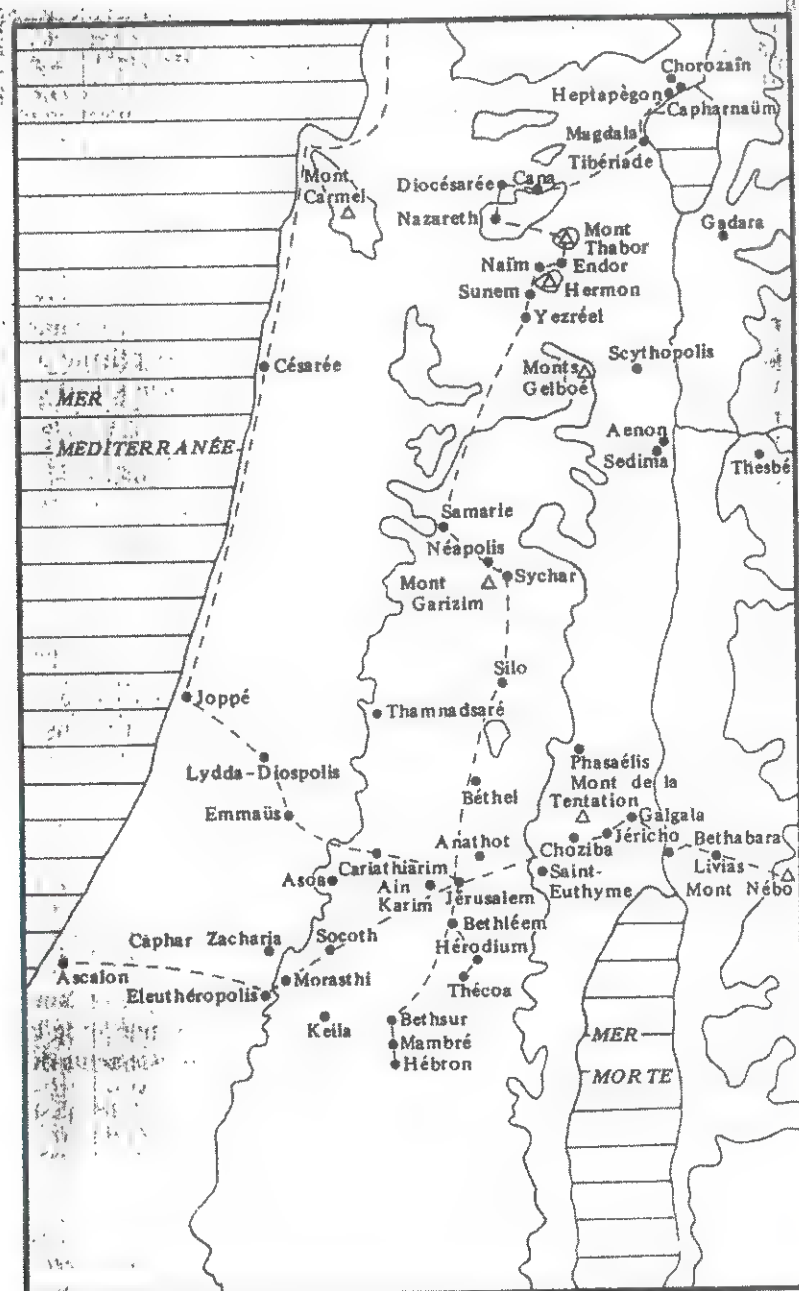 Chorozaîn
Heptapègon
Capharnaüm
Magdala
Tibériade
Mont
Carmel
Diocésarée
Cana
Nazareth
Mont
Thabor
Gadara
Naïm
Endor
Sunem
Hermon
Yezréel
Césarée
Monts
Gelboé
Scythopolis
MER
MEDITERRANÉE
Aenon
Sedima
Thesbé
Samarie
Néapolis
Mont
Garizim
Sychar
Silo
Joppé
Thamnadsaré
Lydda-Diospolis
Phasaélis
Béthel
Mont de la
Tentation
Emmaüs
Galgala
Anathot
Choziba
Jéricho
Bethabara
Cariathiarim
Livias
Asoa
Ain
Karim
Jérusalem
Saint-
Euthyme
Mont Nébo
Bethléem
Caphar Zacharia
Socoth
Hérodium
Ascalon
Morasthi
Thécoa
Eleuthéropolis
Keila
Bethsur
Mambré
Hébron
MER
MORTE